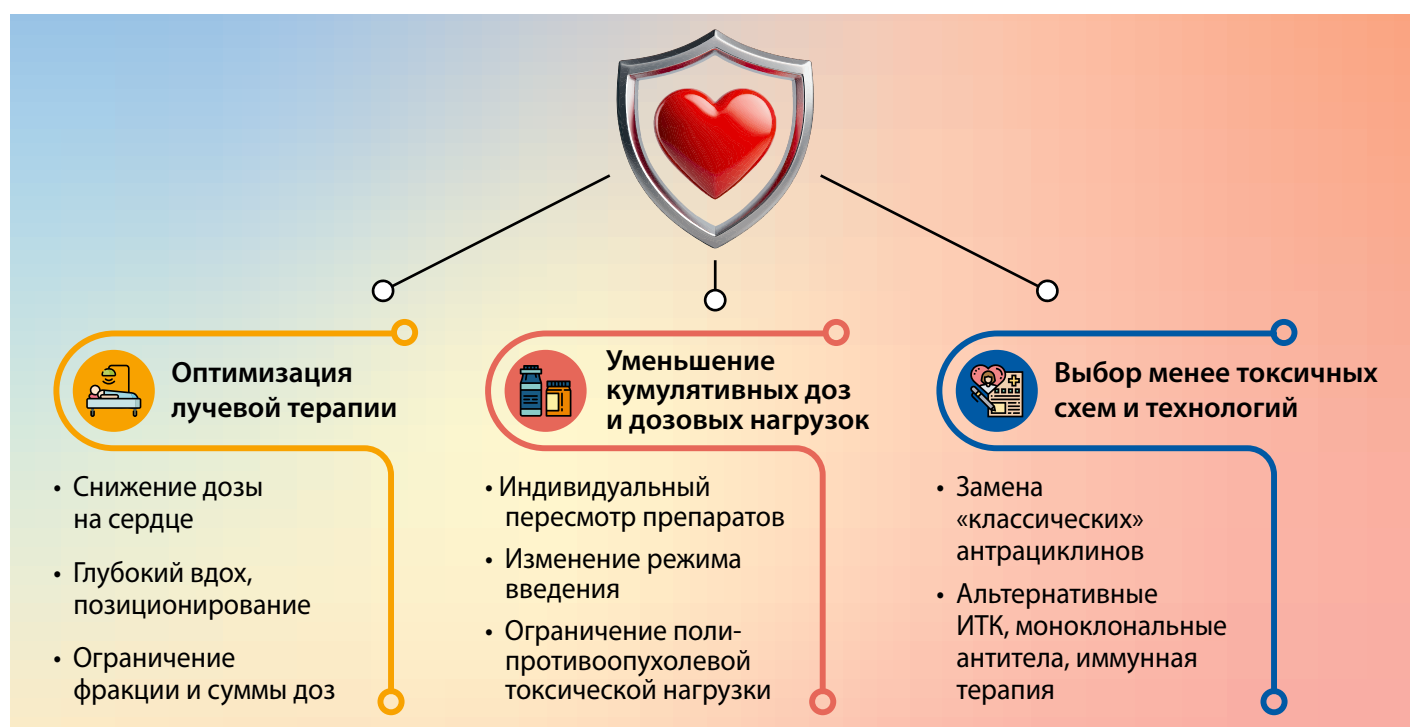 Оптимизация
лучевой терапии
• Снижение дозы
на сердце
• Глубокий вдох,
позиционирование
• Ограничение
фракции и суммы доз
Уменьшение
кумулятивных доз
и дозовых нагрузок
• Индивидуальный
пересмотр препаратов
• Изменение режима
введения
• Ограничение поли-
противоопухолевой
токсической нагрузки
Выбор менее токсичных
схем и технологий
• Замена
«классических»
антрациклинов
• Альтернативные
ИТК, моноклональные
антитела, иммунная
терапия